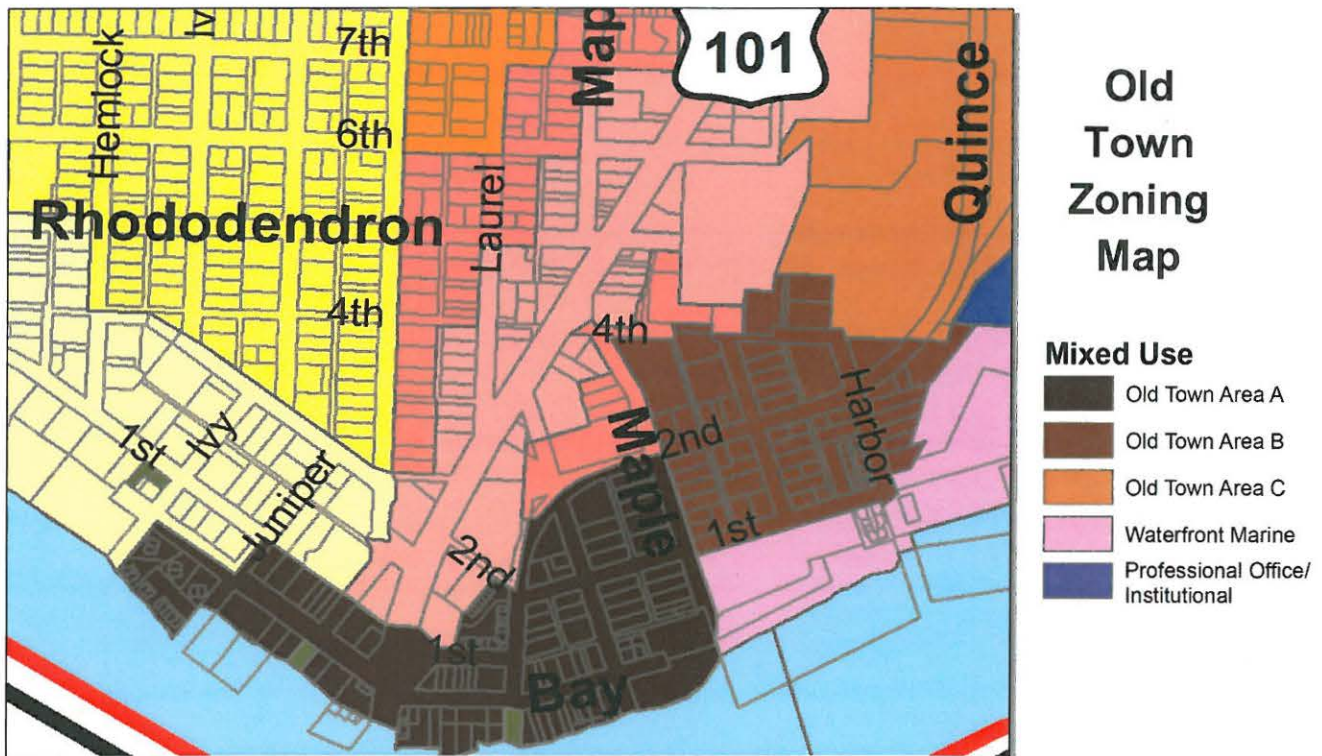 Hemlock
Iv
7th
Map
101
Quince
6th
Rhododendron
Laurel
4th
4th
Harbor
Maple
2nd
1st
Ivy
Juniper
1st
2nd
1st
Bay
Old
Town
Zoning
Map
Mixed Use
Old Town Area A
Old Town Area B
Old Town Area C
Waterfront Marine
Professional Office/
Institutional